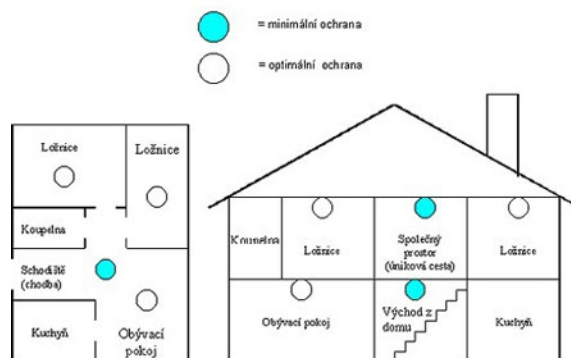 = minimální ochrana
= optimální ochrana
Ložnice
Ložnice
Koupelna
Schodiště
(chodba)
Kuchyň
Obývací
pokoj
Koupelna
Ložnice
Společný
prostor
(úniková cesta)
Ložnice
Obývací pokoj
Východ z
domu
Kuchyň